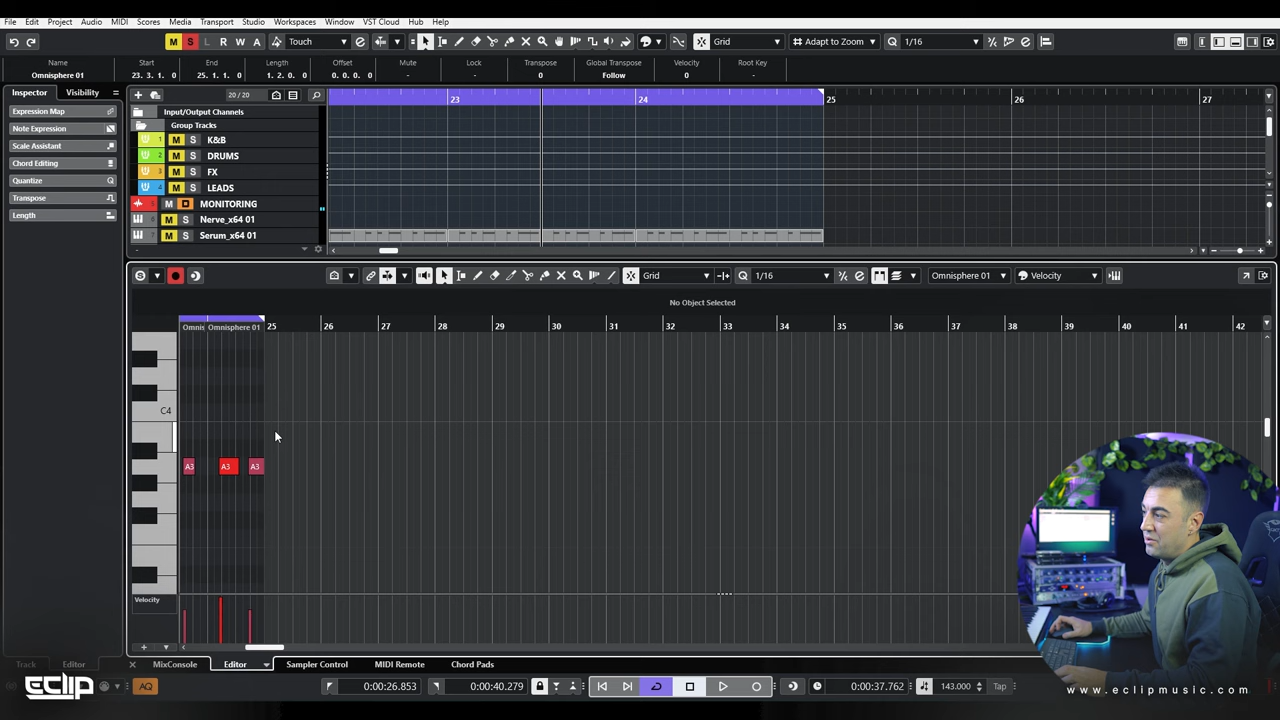 File Edit Project Audio MIDI Scores Media Transport Studio Workspaces Window VST Cloud Hub Help
M S L R W A Touch Grid Adapt to Zoom 1/16
Name Start End Length Offset Mute Lock Transpose Global Transpose Velocity Root Key
Omnisphere 01 23. 3. 1. 0 25. 1. 1. 0 1. 2. 0. 0 0. 0. 0. 0 0 Follow 0
Inspector Visibility 20 / 20 23 24 25 26 27
Expression Map
Input/Output Channels
Note Expression
Group Tracks
Scale Assistant
1 M S K&B
Chord Editing
2 M S DRUMS
Quantize
3 M S FX
Transpose
4 M S LEADS
Length
M MONITORING
M S Nerve_x64 01
M S Serum_x64 01
Grid 1/16 Omnisphere 01 Velocity
No Object Selected
Omnis Omnisphere 01 25 26 27 28 29 30 31 32 33 34 35 36 37 38 39 40 41 42
C4
A3 A3 A3
Velocity
Track Editor MixConsole Editor Sampler Control MIDI Remote Chord Pads
ECLIP AQ 0:00:26.853 0:00:40.279 0:00:37.762 143.000 Tap
www.eclipmusic.com